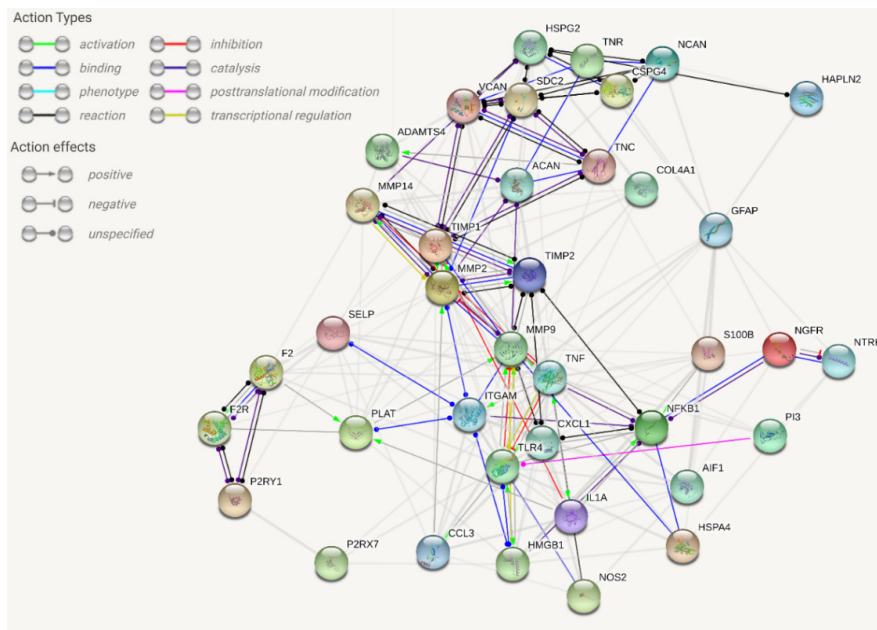 Action Types
activation
inhibition
binding
catalysis
phenotype
posttranslational modification
reaction
transcriptional regulation
Action effects
positive
negative
unspecified
HSPG2
TNR
NCAN
CSPG4
HAPLN2
VCAN
SDC2
ADAMTS4
TNC
ACAN
COL4A1
MMP14
GFAP
TIMP1
TIMP2
MMP2
SELP
MMP9
S100B
NGFR
NTRK
F2
TNF
F2R
PLAT
ITGAM
CXCL1
NFKB1
PI3
TLR4
P2RY1
AIF1
IL1A
P2RX7
CCL3
HMGB1
HSPA4
NOS2